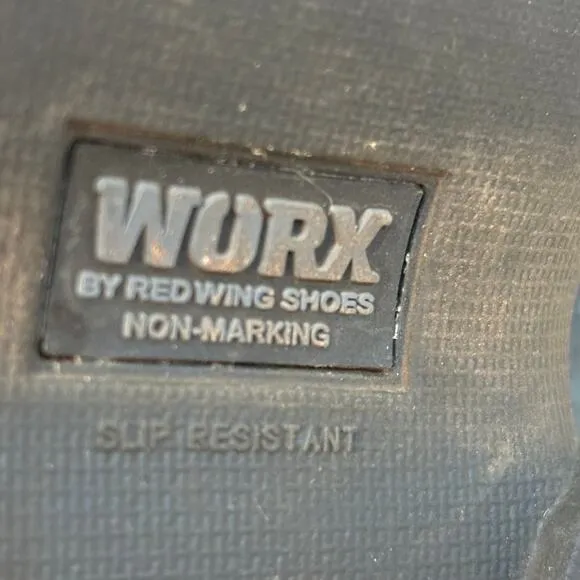 WORX
BY RED WING SHOES
NON-MARKING
SLIP RESISTANT